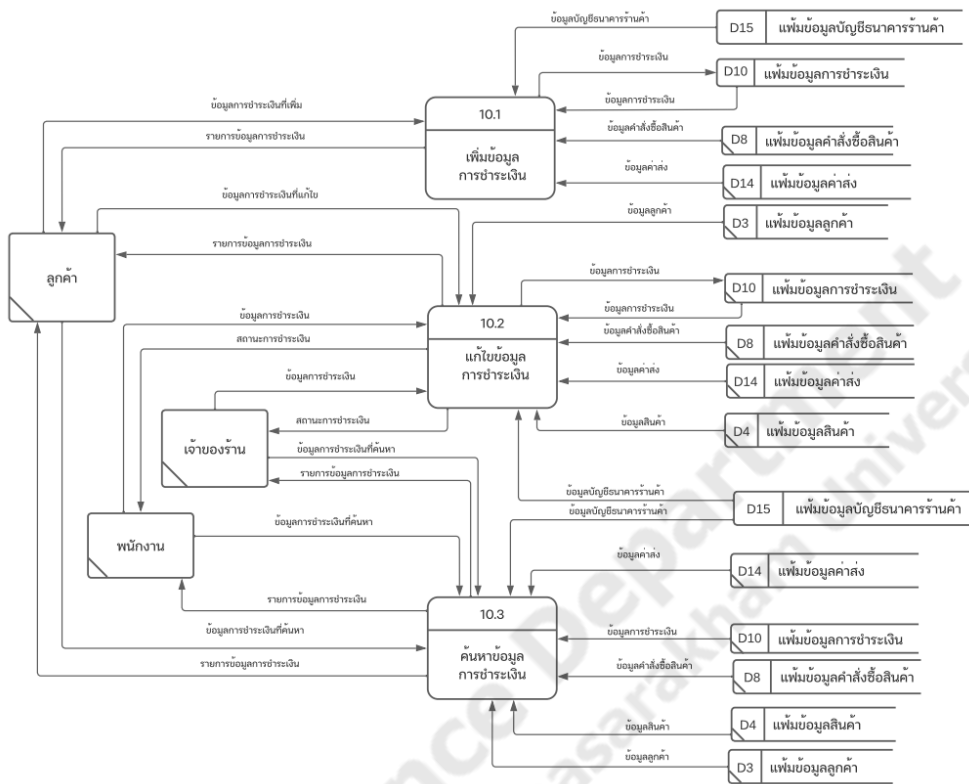 ข้อมูลบัญชีธนาคารร้านค้า
D15 แฟ้มข้อมูลบัญชีธนาคารร้านค้า
ข้อมูลการชำระเงิน
D10 แฟ้มข้อมูลการชำระเงิน
ข้อมูลการชำระเงินที่เพิ่ม
ข้อมูลการชำระเงิน
10.1
รายการข้อมูลการชำระเงิน
ข้อมูลคำสั่งซื้อสินค้า
D8 แฟ้มข้อมูลคำสั่งซื้อสินค้า
เพิ่มข้อมูล
การชำระเงิน
ข้อมูลค่าส่ง
D14 แฟ้มข้อมูลค่าส่ง
ข้อมูลการชำระเงินที่แก้ไข
ข้อมูลลูกค้า
D3 แฟ้มข้อมูลลูกค้า
รายการข้อมูลการชำระเงิน
ลูกค้า
ข้อมูลการชำระเงิน
D10 แฟ้มข้อมูลการชำระเงิน
ข้อมูลการชำระเงิน
ข้อมูลการชำระเงิน
10.2
สถานะการชำระเงิน
ข้อมูลคำสั่งซื้อสินค้า
D8 แฟ้มข้อมูลคำสั่งซื้อสินค้า
แก้ไขข้อมูล
การชำระเงิน
ข้อมูลการชำระเงิน
ข้อมูลค่าส่ง
D14 แฟ้มข้อมูลค่าส่ง
สถานะการชำระเงิน
ข้อมูลสินค้า
D4 แฟ้มข้อมูลสินค้า
เจ้าของร้าน
ข้อมูลการชำระเงินที่ค้นหา
รายการข้อมูลการชำระเงิน
ข้อมูลบัญชีธนาคารร้านค้า
ข้อมูลบัญชีธนาคารร้านค้า
D15 แฟ้มข้อมูลบัญชีธนาคารร้านค้า
ข้อมูลการชำระเงินที่ค้นหา
พนักงาน
ข้อมูลค่าส่ง
D14 แฟ้มข้อมูลค่าส่ง
รายการข้อมูลการชำระเงิน
10.3
ข้อมูลการชำระเงินที่ค้นหา
ข้อมูลการชำระเงิน
D10 แฟ้มข้อมูลการชำระเงิน
ค้นหาข้อมูล
การชำระเงิน
รายการข้อมูลการชำระเงิน
ข้อมูลคำสั่งซื้อสินค้า
D8 แฟ้มข้อมูลคำสั่งซื้อสินค้า
ข้อมูลสินค้า
D4 แฟ้มข้อมูลสินค้า
ข้อมูลลูกค้า
D3 แฟ้มข้อมูลลูกค้า
Department